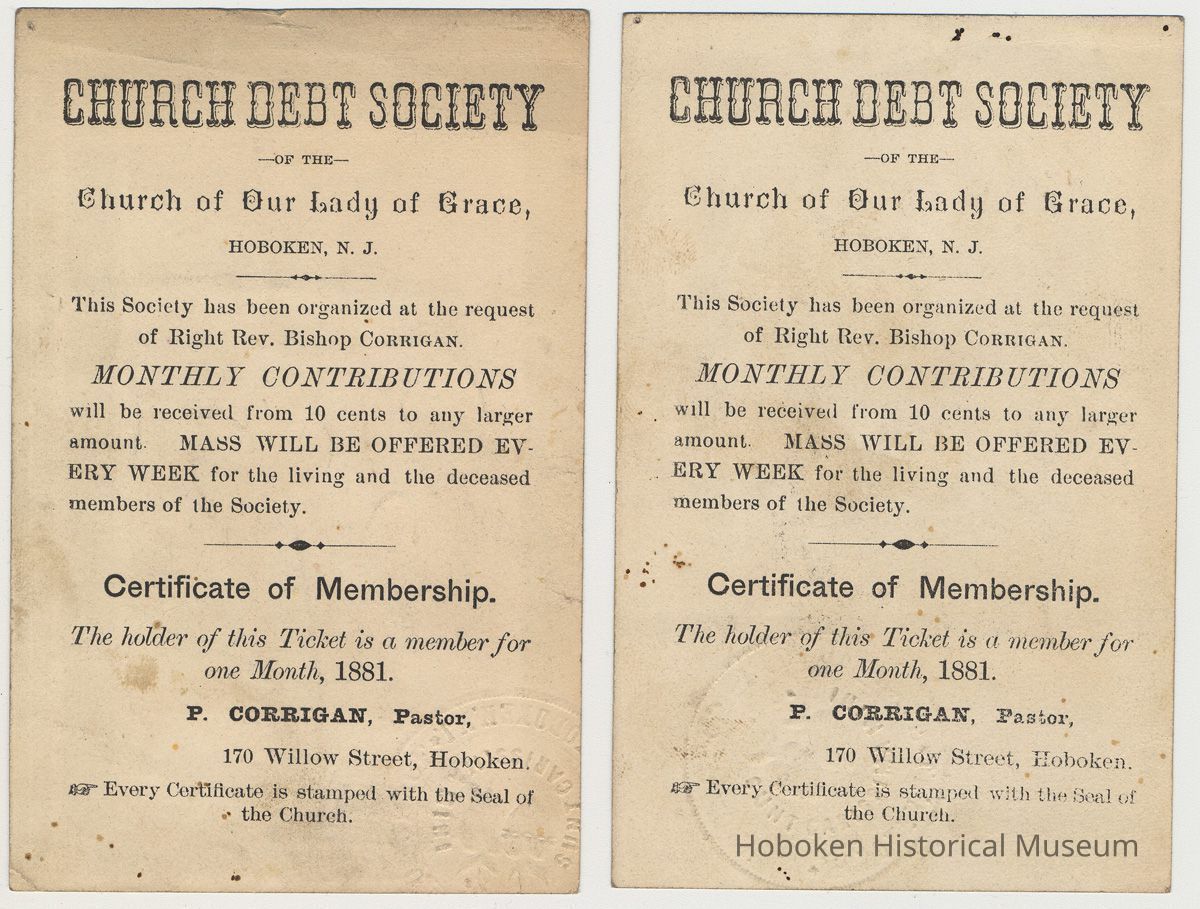 CHURCH DEBT SOCIETY
—OF THE—
Church of Our Lady of Grace,
HOBOKEN, N. J.
This Society has been organized at the request
of Right Rev. Bishop CORRIGAN.
MONTHLY CONTRIBUTIONS
will be received from 10 cents to any larger
amount. MASS WILL BE OFFERED EV-
ERY WEEK for the living and the deceased
members of the Society.
Certificate of Membership.
The holder of this Ticket is a member for
one Month, 1881.
P. CORRIGAN, Pastor,
170 Willow Street, Hoboken.
☞ Every Certificate is stamped with the Seal of
the Church.
CHURCH DEBT SOCIETY
—OF THE—
Church of Our Lady of Grace,
HOBOKEN, N. J.
This Society has been organized at the request
of Right Rev. Bishop CORRIGAN.
MONTHLY CONTRIBUTIONS
will be received from 10 cents to any larger
amount. MASS WILL BE OFFERED EV-
ERY WEEK for the living and the deceased
members of the Society.
Certificate of Membership.
The holder of this Ticket is a member for
one Month, 1881.
P. CORRIGAN, Pastor,
170 Willow Street, Hoboken.
☞ Every Certificate is stamped with the Seal of
the Church.
Hoboken Historical Museum